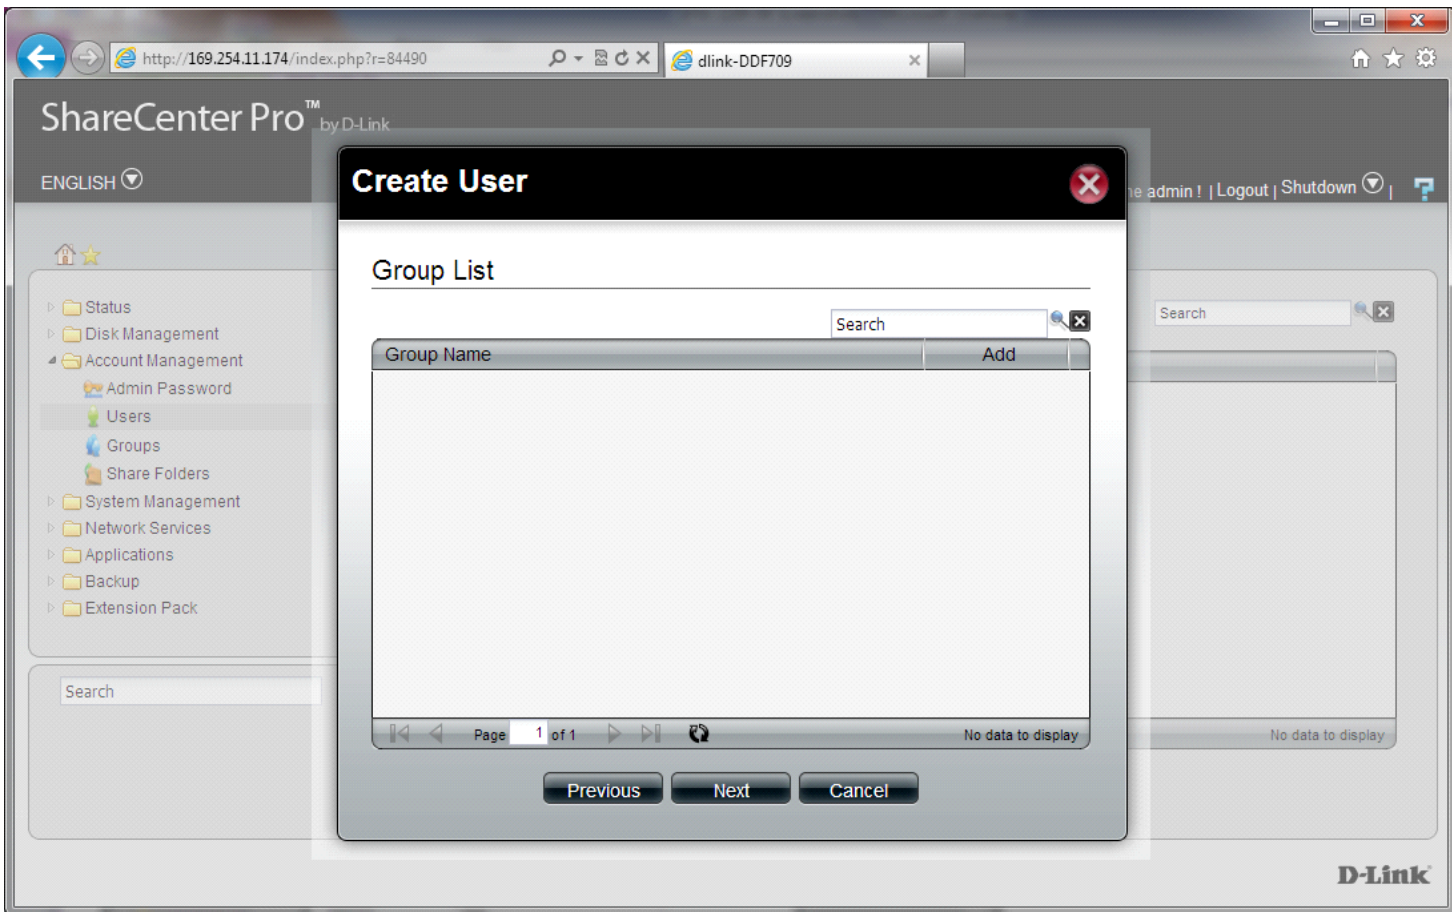 http://169.254.11.174/index.php?r=84490
dlink-DDF709
ShareCenter Pro™ by D-Link
ENGLISH
admin ! | Logout | Shutdown | ?
Create User
Group List
Search
Group Name Add
Page 1 of 1 No data to display
Previous Next Cancel
Status
Disk Management
Account Management
Admin Password
Users
Groups
Share Folders
System Management
Network Services
Applications
Backup
Extension Pack
Search
Search
No data to display
D-Link